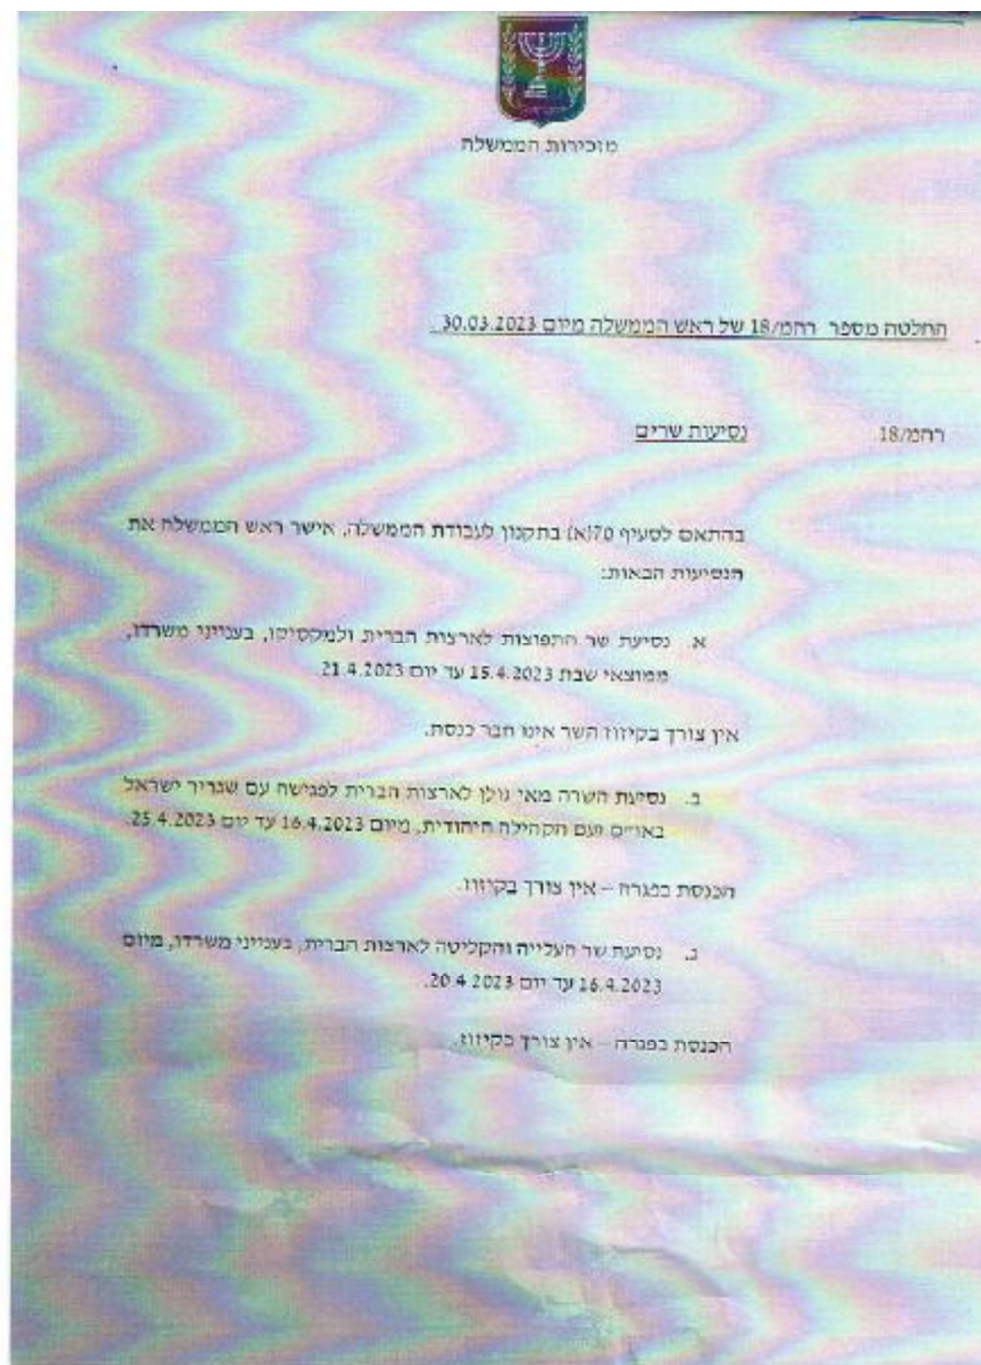 מזכירות הממשלה
החלטה מספר רהמ/18 של ראש הממשלה מיום 30.03.2023.
רהמ/18. נסיעות שרים
בהתאם לסעיף 70(א) בתקנון לעבודת הממשלה, אישר ראש הממשלה את
הנסיעות הבאות:
א. נסיעת שר התפוצות לארצות הברית ולמקסיקו, בענייני משרדו,
ממוצאי שבת 15.4.2023 עד יום 21.4.2023.
אין צורך בקיזוז השר אינו חבר כנסת.
ב. נסיעת השרה מאי גולן לארצות הברית לפגישה עם שגריר ישראל
באו״ם ועם הקהילה היהודית, מיום 16.4.2023 עד יום 25.4.2023.
הכנסת בפגרה – אין צורך בקיזוז.
ג. נסיעת שר העלייה והקליטה לארצות הברית, בענייני משרדו, מיום
16.4.2023 עד יום 20.4.2023.
הכנסת בפגרה – אין צורך בקיזוז.